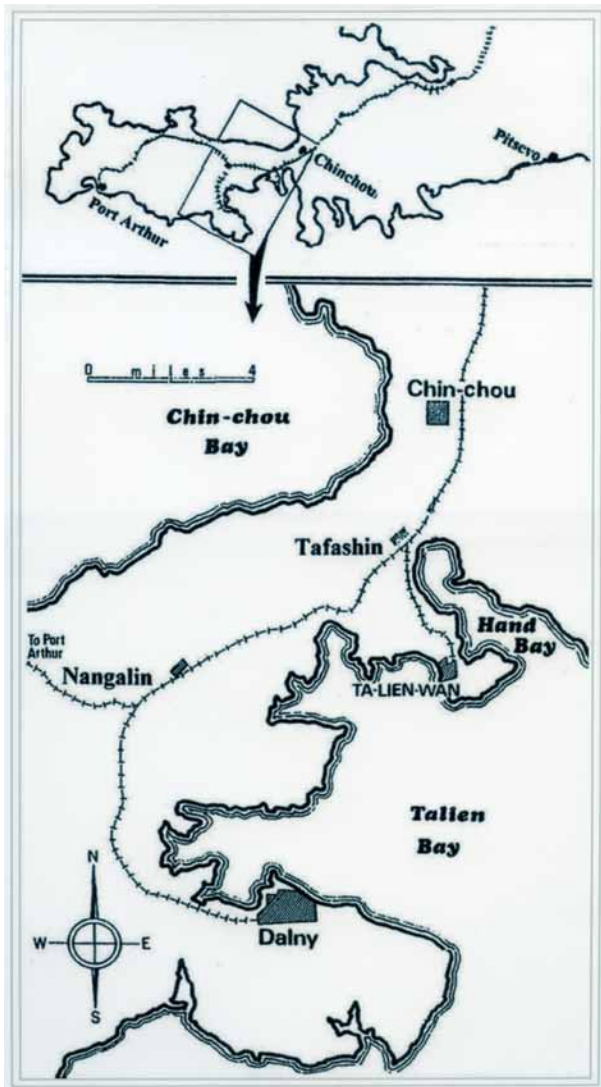 Chinchou
Pitsevo
Port Arthur
0 miles 4
Chin-chou
Chin-chou
Bay
Tafashin
Hand
Bay
To Port
Arthur
Nangalin
TA-LIEN-WAN
Talien
Bay
N
W E
S
Dalny